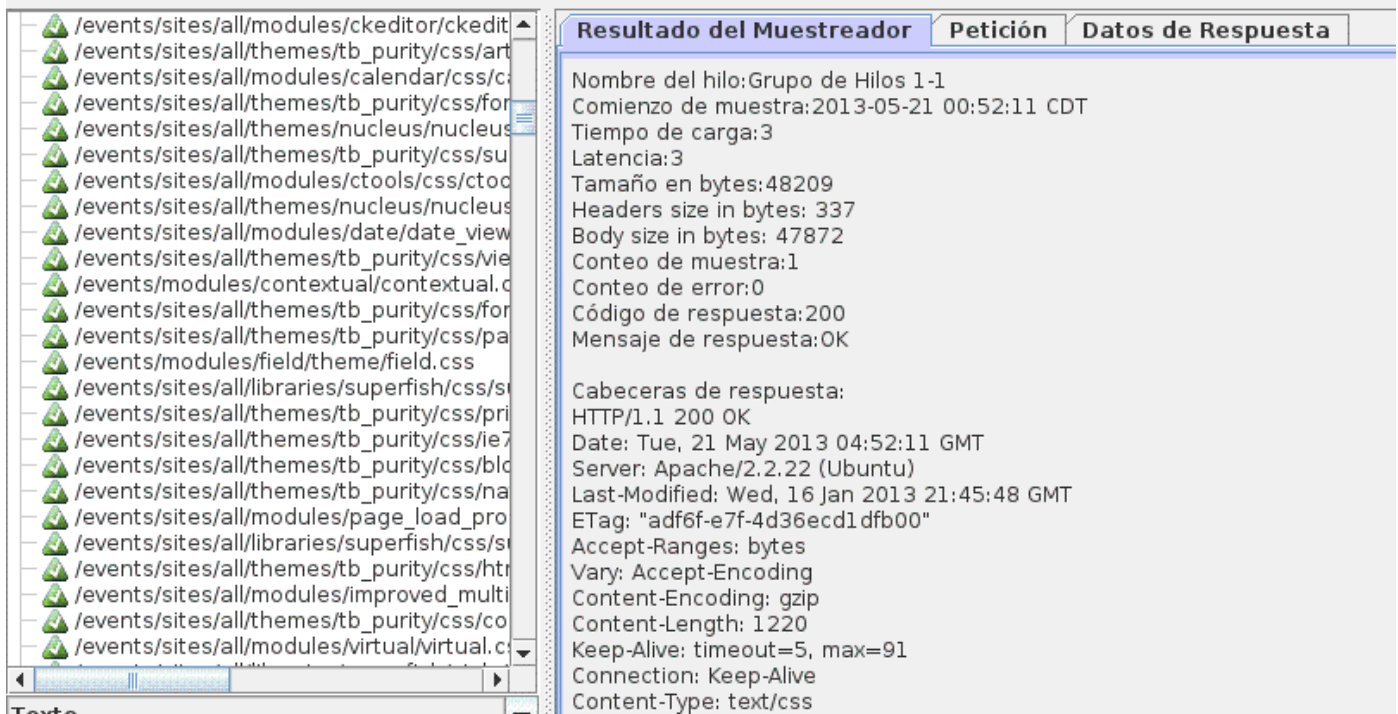 /events/sites/all/modules/ckeditor/ckedit
/events/sites/all/themes/tb_purity/css/art
/events/sites/all/modules/calendar/css/ca
/events/sites/all/themes/tb_purity/css/for
/events/sites/all/themes/nucleus/nucleus
/events/sites/all/themes/tb_purity/css/su
/events/sites/all/modules/ctools/css/ctoo
/events/sites/all/themes/nucleus/nucleus
/events/sites/all/modules/date/date_view
/events/sites/all/themes/tb_purity/css/vie
/events/modules/contextual/contextual.c
/events/sites/all/themes/tb_purity/css/for
/events/sites/all/themes/tb_purity/css/pa
/events/modules/field/theme/field.css
/events/sites/all/libraries/superfish/css/su
/events/sites/all/themes/tb_purity/css/pri
/events/sites/all/themes/tb_purity/css/ie7
/events/sites/all/themes/tb_purity/css/blo
/events/sites/all/themes/tb_purity/css/na
/events/sites/all/modules/page_load_pro
/events/sites/all/libraries/superfish/css/su
/events/sites/all/themes/tb_purity/css/htm
/events/sites/all/modules/improved_multi
/events/sites/all/themes/tb_purity/css/co
/events/sites/all/modules/virtual/virtual.cs
Texto
Resultado del Muestreador
Petición
Datos de Respuesta
Nombre del hilo:Grupo de Hilos 1-1
Comienzo de muestra:2013-05-21 00:52:11 CDT
Tiempo de carga:3
Latencia:3
Tamaño en bytes:48209
Headers size in bytes: 337
Body size in bytes: 47872
Conteo de muestra:1
Conteo de error:0
Código de respuesta:200
Mensaje de respuesta:OK
Cabeceras de respuesta:
HTTP/1.1 200 OK
Date: Tue, 21 May 2013 04:52:11 GMT
Server: Apache/2.2.22 (Ubuntu)
Last-Modified: Wed, 16 Jan 2013 21:45:48 GMT
ETag: "adf6f-e7f-4d36ecd1dfb00"
Accept-Ranges: bytes
Vary: Accept-Encoding
Content-Encoding: gzip
Content-Length: 1220
Keep-Alive: timeout=5, max=91
Connection: Keep-Alive
Content-Type: text/css